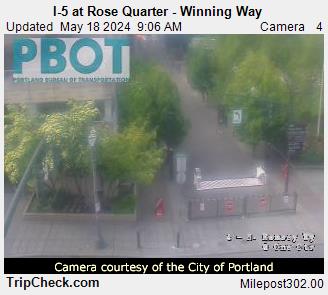 I-5 at Rose Quarter - Winning Way
Updated May 18 2024 9:06 AM Camera 4
PBOT
PORTLAND BUREAU OF TRANSPORTATION
Camera courtesy of the City of Portland
TripCheck.com Milepost302.00